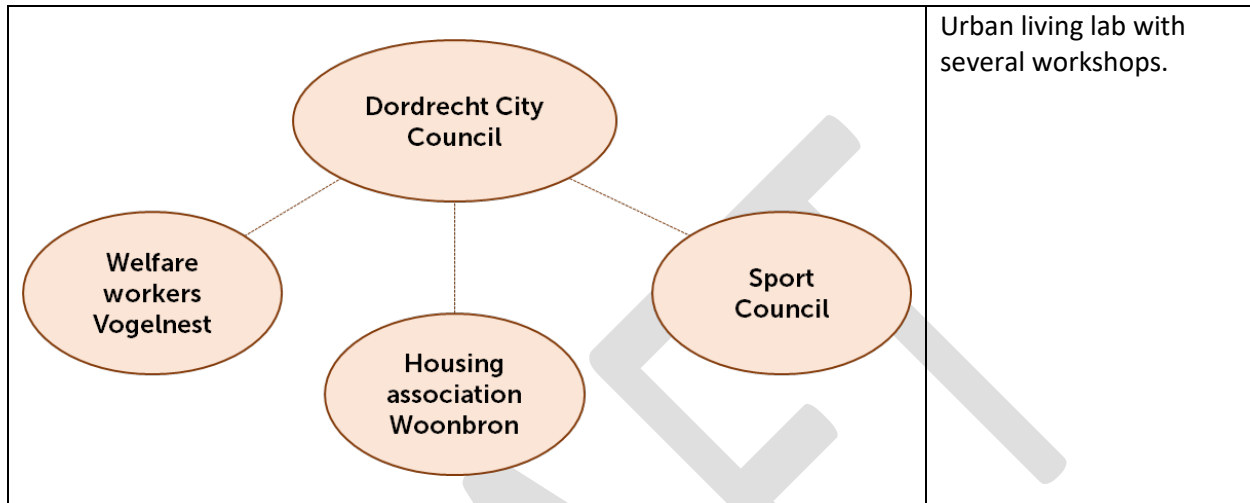 Dordrecht City
Council
Urban living lab with
several workshops.
Welfare
workers
Vogelnest
Sport
Council
Housing
association
Woonbron